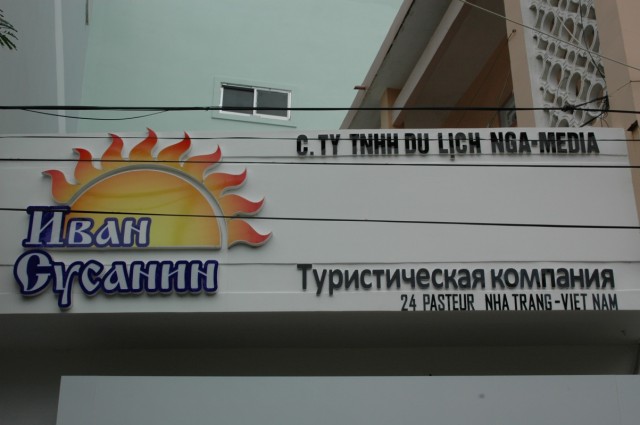 C.TY TNHH DU LỊCH NGA-MEDIA
Иван
Сусанин
Туристическая компания
24 PASTEUR NHA TRANG-VIET NAM